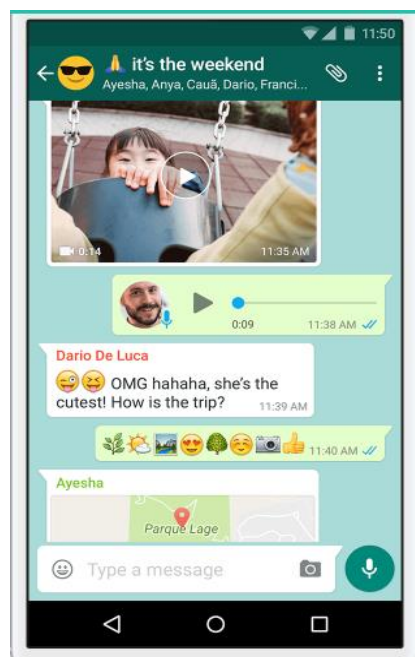 11:50
🙏 it's the weekend
Ayesha, Anya, Cauã, Dario, Franci...
0:14 11:35 AM
0:09 11:38 AM
Dario De Luca
😜😝 OMG hahaha, she's the
cutest! How is the trip? 11:39 AM
🌿🌤🏞😍🌳☺️📷👍 11:40 AM
Ayesha
Parque Lage
Type a message